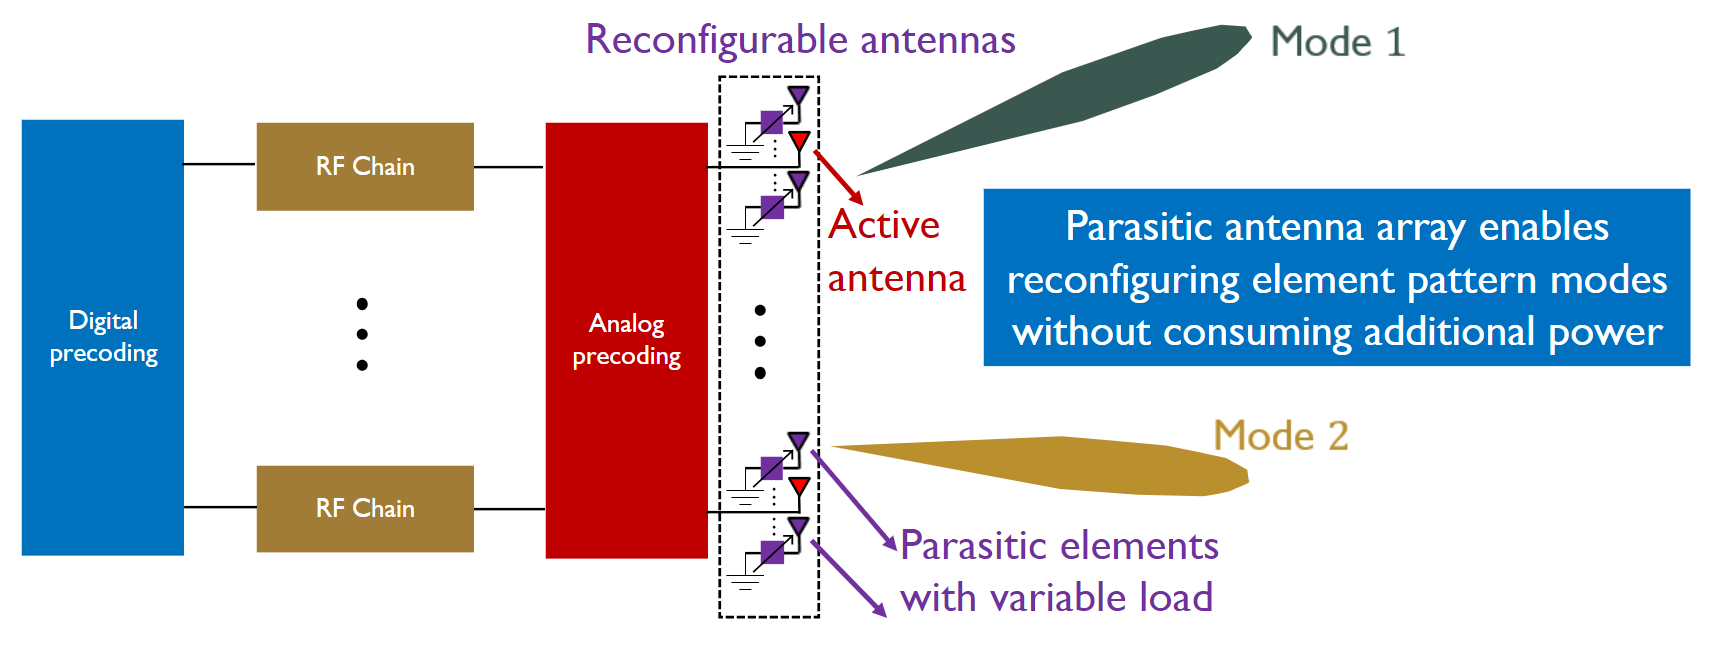 Reconfigurable antennas
Mode 1
RF Chain
Active
antenna
Parasitic antenna array enables
reconfiguring element pattern modes
without consuming additional power
Digital
precoding
Analog
precoding
Mode 2
RF Chain
Parasitic elements
with variable load